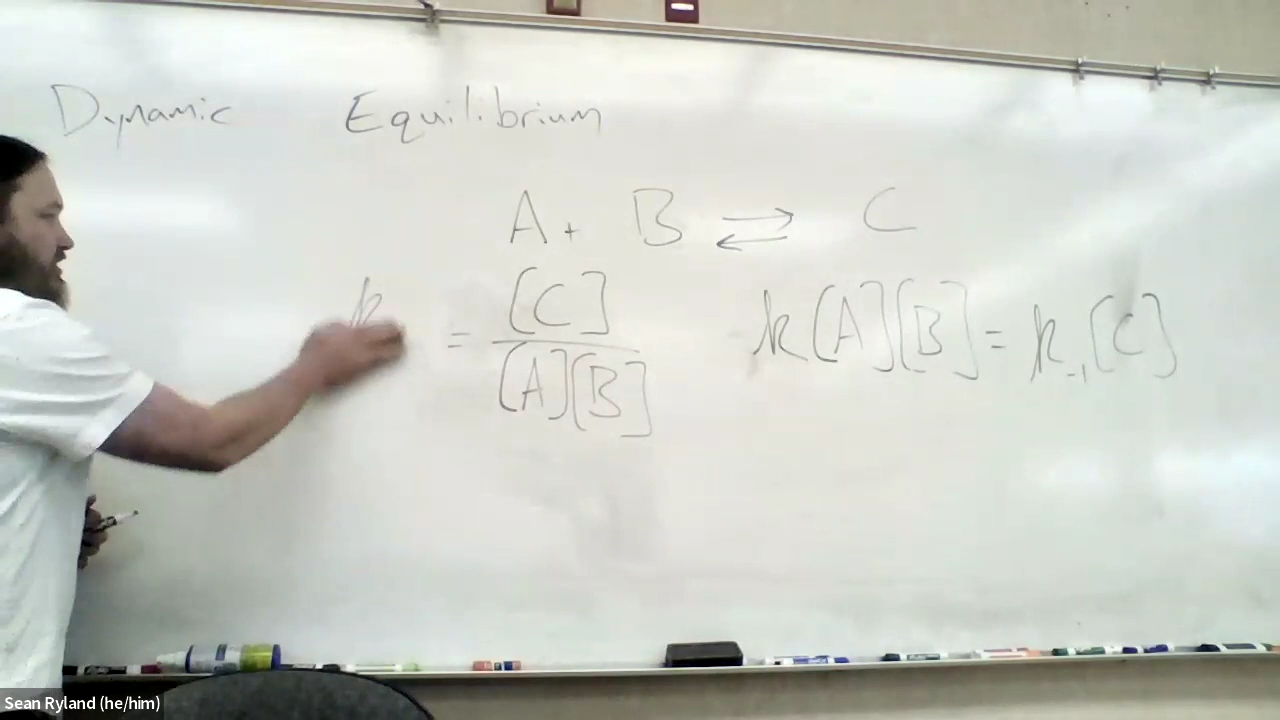 Dynamic Equilibrium
A + B ⇌ C
k = [C] / [A][B]
k[A][B] = k₋₁[C]
Sean Ryland (he/him)